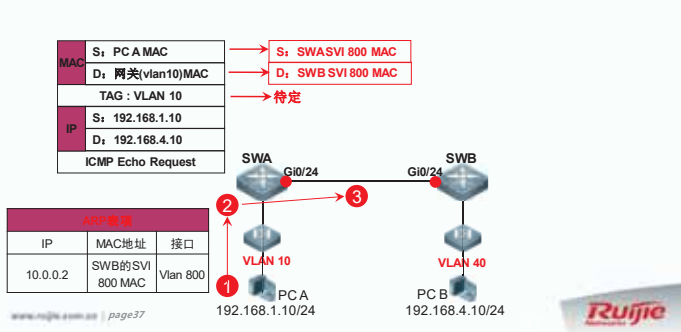 MAC
S：PC A MAC
S：SWASVI 800 MAC
D：网关(vlan10)MAC
D：SWB SVI 800 MAC
TAG : VLAN 10
待定
IP
S：192.168.1.10
D：192.168.4.10
ICMP Echo Request
SWA
SWB
Gi0/24
Gi0/24
3
2
ARP表项
IP
MAC地址
接口
10.0.0.2
SWB的SVI
800 MAC
Vlan 800
VLAN 10
VLAN 40
1
PC A
PC B
192.168.1.10/24
192.168.4.10/24
www.ruijie.com.cn | page37
Ruijie
Networks